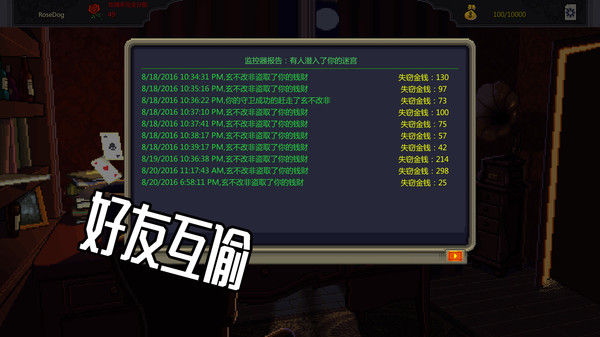 RoseDog
100/10000
监控器报告：有人潜入了你的迷宫
8/18/2016 10:34:31 PM,玄不改非盗取了你的钱财 失窃金钱：130
8/18/2016 10:35:16 PM,玄不改非盗取了你的钱财 失窃金钱：97
8/18/2016 10:36:22 PM,你的守卫成功的赶走了玄不改非 失窃金钱：73
8/18/2016 10:37:10 PM,玄不改非盗取了你的钱财 失窃金钱：100
8/18/2016 10:37:41 PM,玄不改非盗取了你的钱财 失窃金钱：75
8/18/2016 10:38:17 PM,玄不改非盗取了你的钱财 失窃金钱：57
8/18/2016 10:39:17 PM,玄不改非盗取了你的钱财 失窃金钱：42
8/19/2016 10:36:38 PM,玄不改非盗取了你的钱财 失窃金钱：214
8/20/2016 11:17:43 AM,玄不改非盗取了你的钱财 失窃金钱：298
8/20/2016 6:58:11 PM,玄不改非盗取了你的钱财 失窃金钱：25
好友互偷